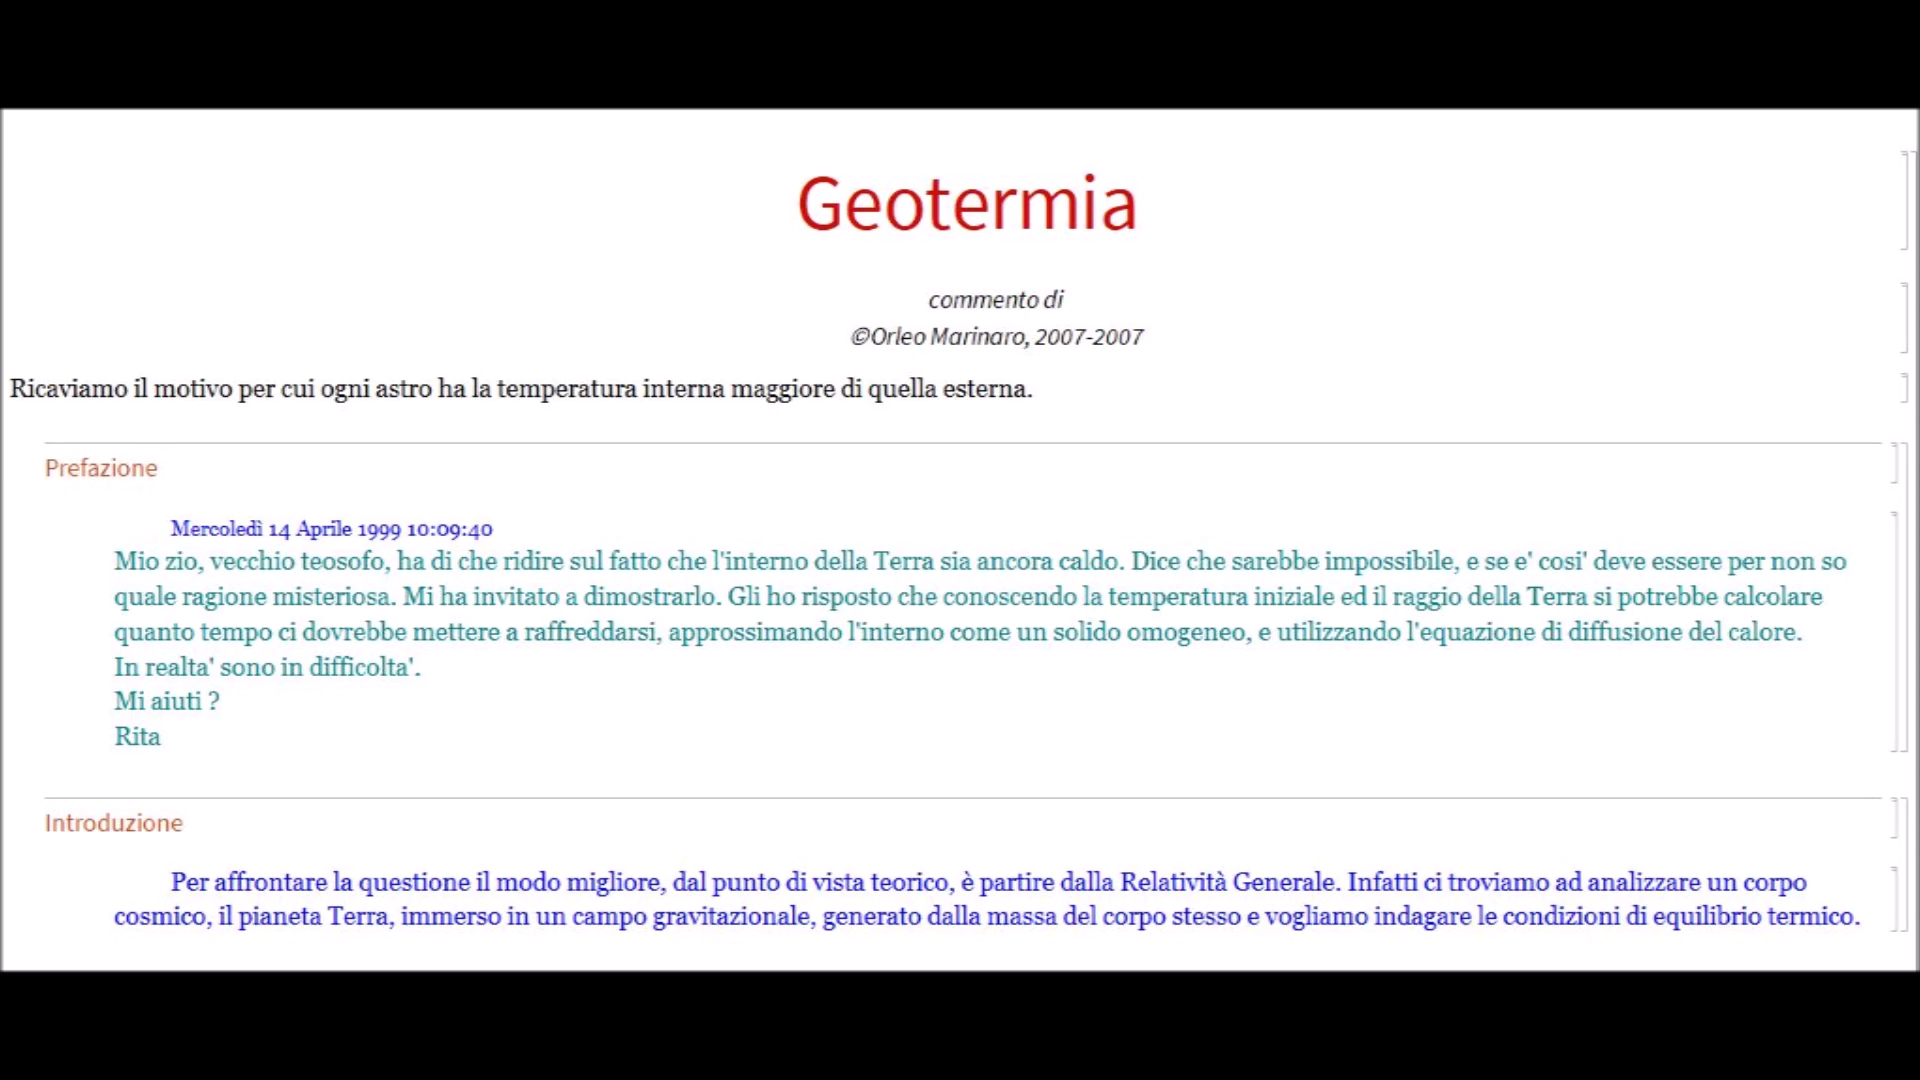 Geotermia
commento di
©Orleo Marinaro, 2007-2007
Ricaviamo il motivo per cui ogni astro ha la temperatura interna maggiore di quella esterna.
Prefazione
Mercoledì 14 Aprile 1999 10:09:40
Mio zio, vecchio teosofo, ha di che ridire sul fatto che l'interno della Terra sia ancora caldo. Dice che sarebbe impossibile, e se e' cosi' deve essere per non so
quale ragione misteriosa. Mi ha invitato a dimostrarlo. Gli ho risposto che conoscendo la temperatura iniziale ed il raggio della Terra si potrebbe calcolare
quanto tempo ci dovrebbe mettere a raffreddarsi, approssimando l'interno come un solido omogeneo, e utilizzando l'equazione di diffusione del calore.
In realta' sono in difficolta'.
Mi aiuti ?
Rita
Introduzione
Per affrontare la questione il modo migliore, dal punto di vista teorico, è partire dalla Relatività Generale. Infatti ci troviamo ad analizzare un corpo
cosmico, il pianeta Terra, immerso in un campo gravitazionale, generato dalla massa del corpo stesso e vogliamo indagare le condizioni di equilibrio termico.